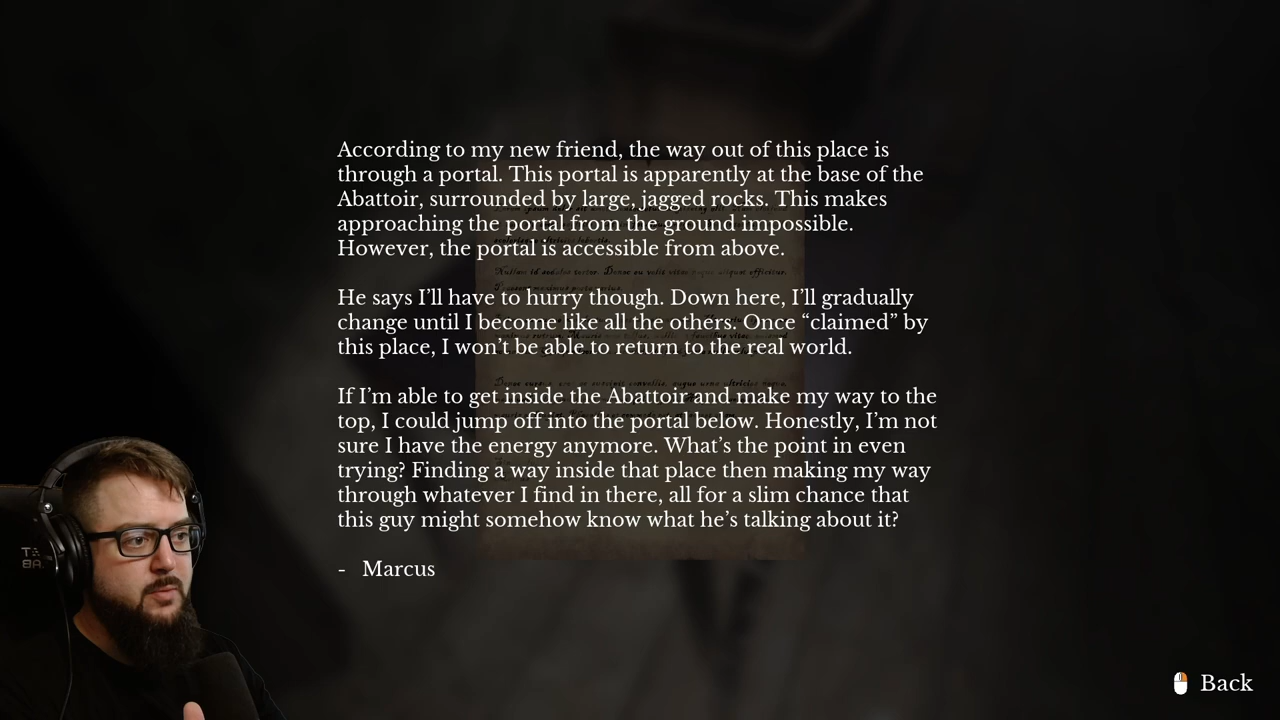 According to my new friend, the way out of this place is
through a portal. This portal is apparently at the base of the
Abattoir, surrounded by large, jagged rocks. This makes
approaching the portal from the ground impossible.
However, the portal is accessible from above.
He says I’ll have to hurry though. Down here, I’ll gradually
change until I become like all the others. Once “claimed” by
this place, I won’t be able to return to the real world.
If I’m able to get inside the Abattoir and make my way to the
top, I could jump off into the portal below. Honestly, I’m not
sure I have the energy anymore. What’s the point in even
trying? Finding a way inside that place then making my way
through whatever I find in there, all for a slim chance that
this guy might somehow know what he’s talking about it?
- Marcus
Back